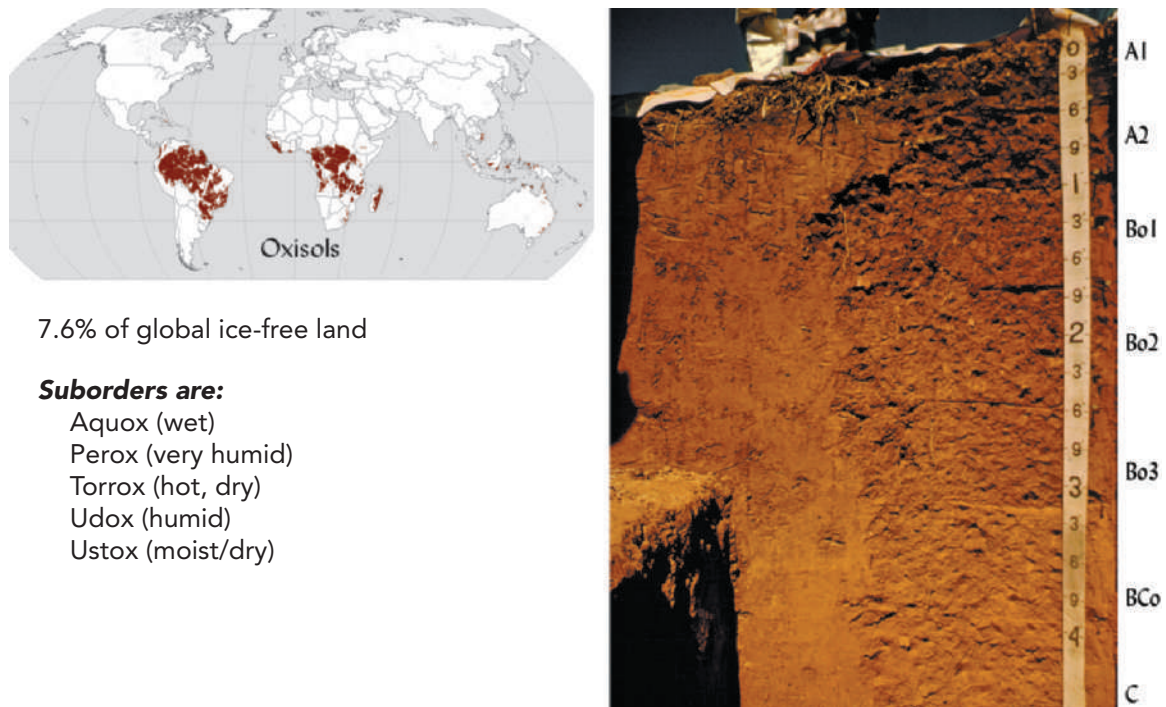 Oxisols
7.6% of global ice-free land
Suborders are:
Aquox (wet)
Perox (very humid)
Torrox (hot, dry)
Udox (humid)
Ustox (moist/dry)
0
3
6
9
1
3
6
9
2
3
6
9
3
3
6
9
4
A1
A2
Bo1
Bo2
Bo3
BCo
C